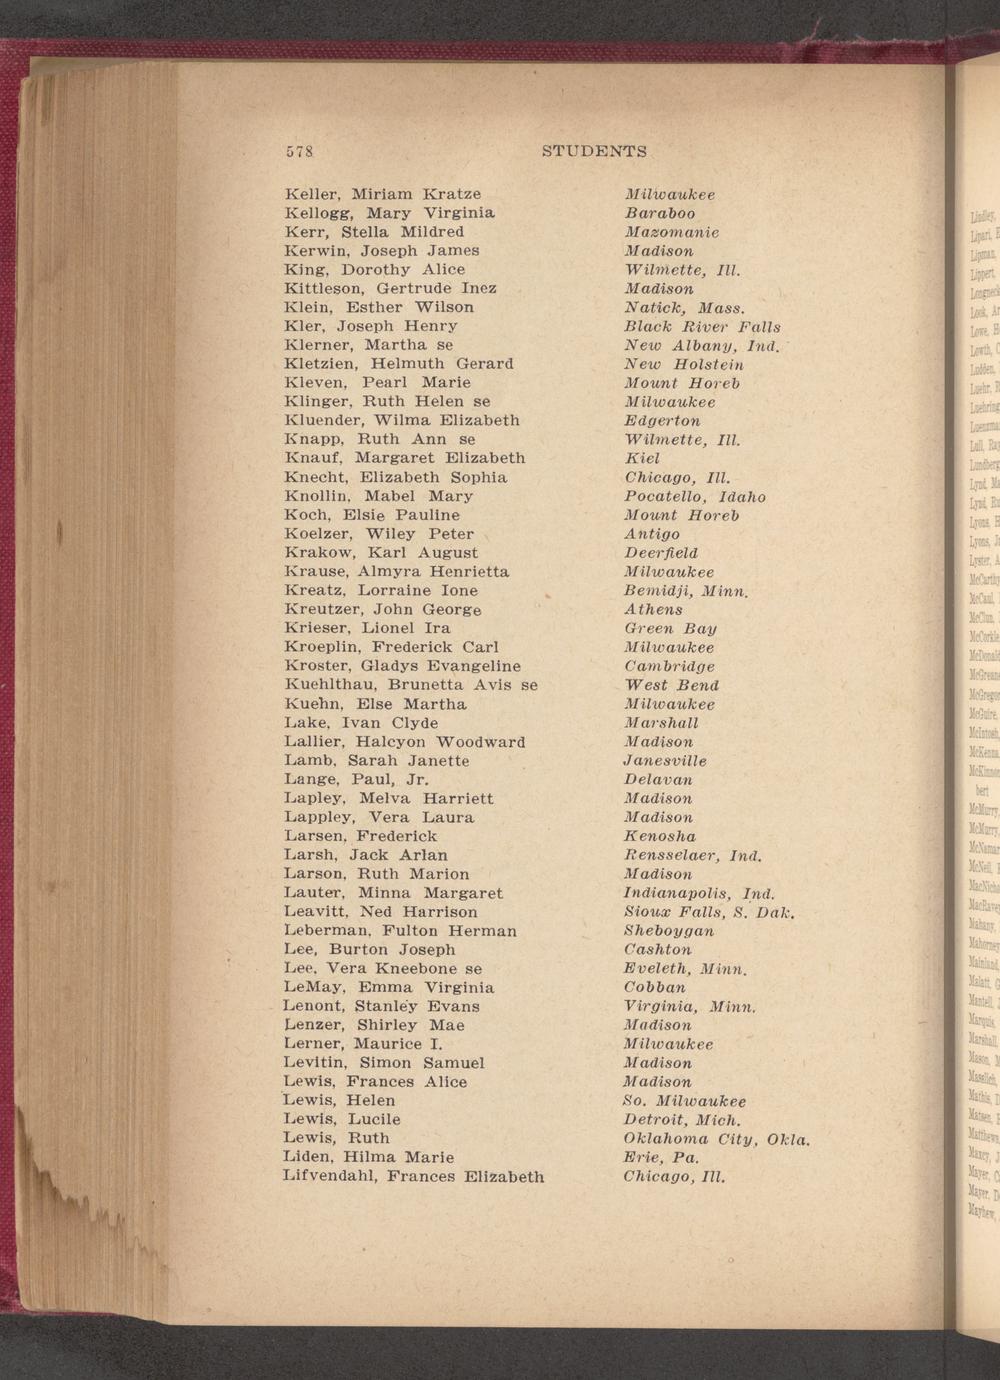 578 STUDENTS
Keller, Miriam Kratze Milwaukee
Kellogg, Mary Virginia Baraboo
Kerr, Stella Mildred Mazomanie
Kerwin, Joseph James Madison
King, Dorothy Alice Wilmette, Ill.
Kittleson, Gertrude Inez Madison
Klein, Esther Wilson Natick, Mass.
Kler, Joseph Henry Black River Falls
Klerner, Martha se New Albany, Ind.
Kletzien, Helmuth Gerard New Holstein
Kleven, Pearl Marie Mount Horeb
Klinger, Ruth Helen se Milwaukee
Kluender, Wilma Elizabeth Edgerton
Knapp, Ruth Ann se Wilmette, Ill.
Knauf, Margaret Elizabeth Kiel
Knecht, Elizabeth Sophia Chicago, Ill.
Knollin, Mabel Mary Pocatello, Idaho
Koch, Elsie Pauline Mount Horeb
Koelzer, Wiley Peter Antigo
Krakow, Karl August Deerfield
Krause, Almyra Henrietta Milwaukee
Kreatz, Lorraine Ione Bemidji, Minn.
Kreutzer, John George Athens
Krieser, Lionel Ira Green Bay
Kroeplin, Frederick Carl Milwaukee
Kroster, Gladys Evangeline Cambridge
Kuehlthau, Brunetta Avis se West Bend
Kuehn, Else Martha Milwaukee
Lake, Ivan Clyde Marshall
Lallier, Halcyon Woodward Madison
Lamb, Sarah Janette Janesville
Lange, Paul, Jr. Delavan
Lapley, Melva Harriett Madison
Lappley, Vera Laura Madison
Larsen, Frederick Kenosha
Larsh, Jack Arlan Rensselaer, Ind.
Larson, Ruth Marion Madison
Lauter, Minna Margaret Indianapolis, Ind.
Leavitt, Ned Harrison Sioux Falls, S. Dak.
Leberman, Fulton Herman Sheboygan
Lee, Burton Joseph Cashton
Lee, Vera Kneebone se Eveleth, Minn.
LeMay, Emma Virginia Cobban
Lenont, Stanley Evans Virginia, Minn.
Lenzer, Shirley Mae Madison
Lerner, Maurice I. Milwaukee
Levitin, Simon Samuel Madison
Lewis, Frances Alice Madison
Lewis, Helen So. Milwaukee
Lewis, Lucile Detroit, Mich.
Lewis, Ruth Oklahoma City, Okla.
Liden, Hilma Marie Erie, Pa.
Lifvendahl, Frances Elizabeth Chicago, Ill.